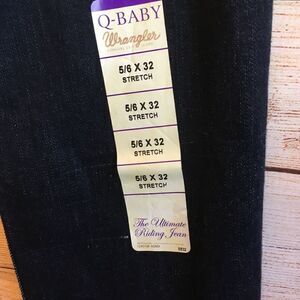 Q-BABY
Wrangler
5/6 X 32
STRETCH
5/6 X 32
STRETCH
5/6 X 32
STRETCH
5/6 X 32
STRETCH
The Ultimate
Riding Jean